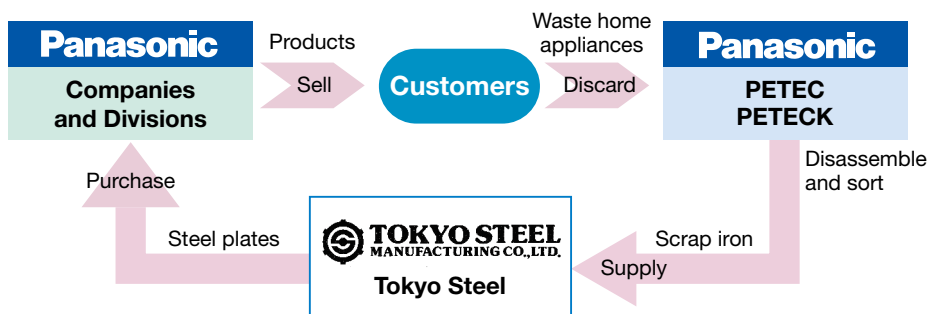 Panasonic
Companies
and Divisions
Products
Sell
Customers
Waste home
appliances
Discard
Panasonic
PETEC
PETECK
Disassemble
and sort
Scrap iron
Supply
TOKYO STEEL
MANUFACTURING CO.,LTD.
Tokyo Steel
Steel plates
Purchase